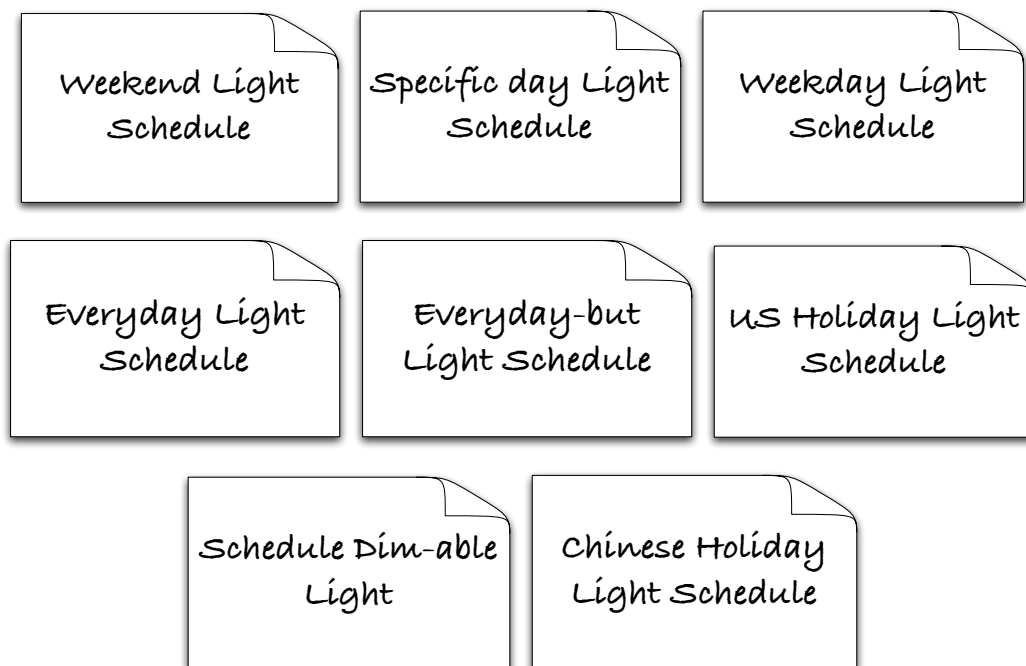 Weekend Light
Schedule
Specific day Light
Schedule
Weekday Light
Schedule
Everyday Light
Schedule
Everyday-but
Light Schedule
US Holiday Light
Schedule
Schedule Dim-able
Light
Chinese Holiday
Light Schedule